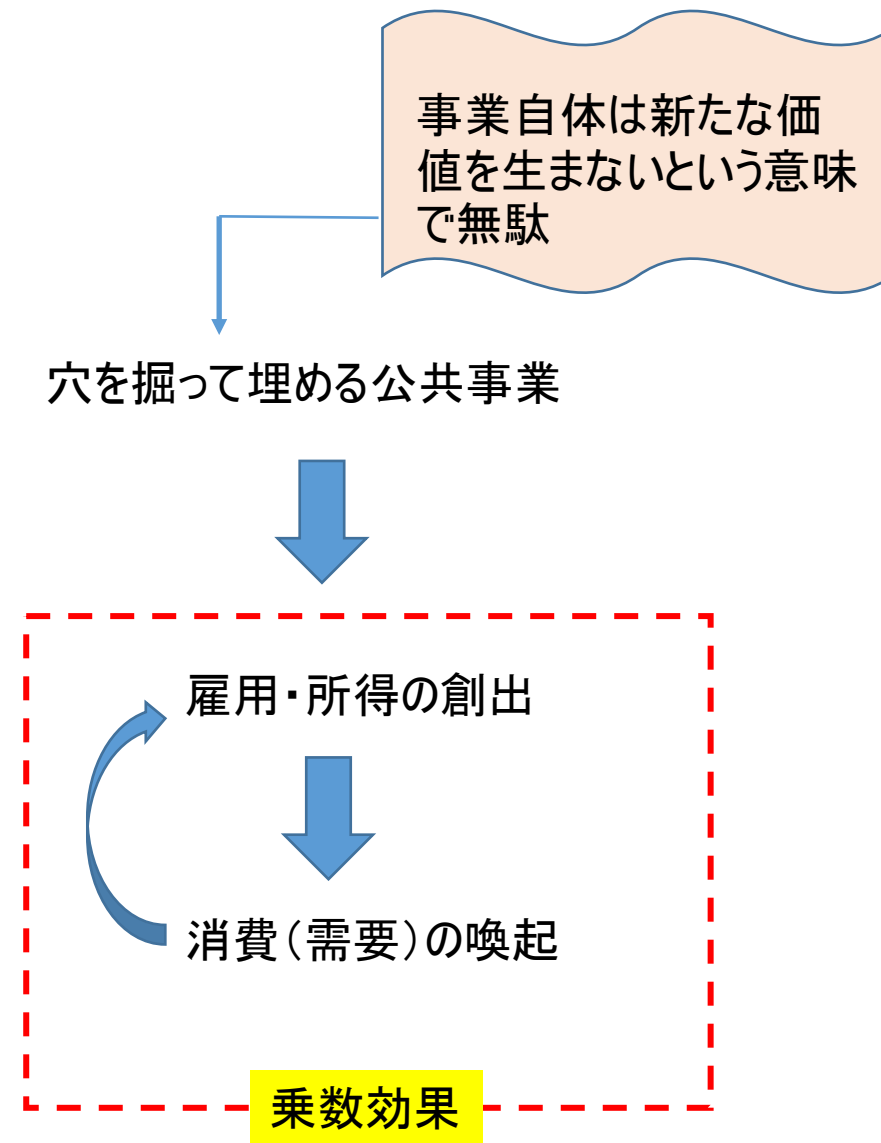 事業自体は新たな価
値を生まないという意味
で無駄
穴を掘って埋める公共事業
雇用・所得の創出
消費(需要)の喚起
乗数効果